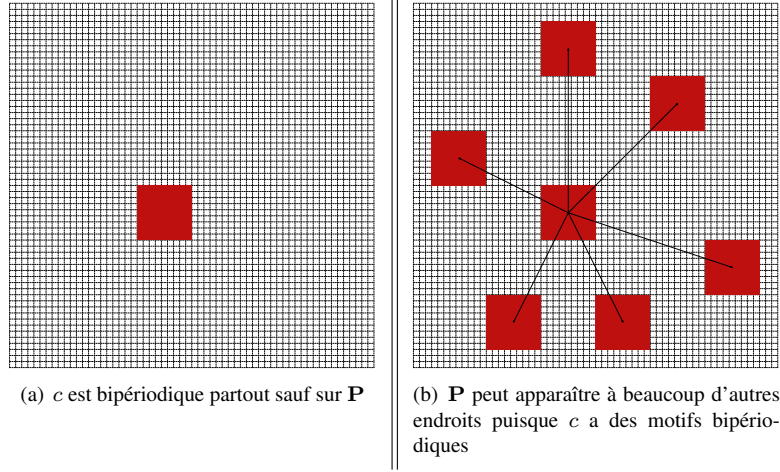 (a) c est bipériodique partout sauf sur P
(b) P peut apparaître à beaucoup d'autres
endroits puisque c a des motifs bipério-
diques